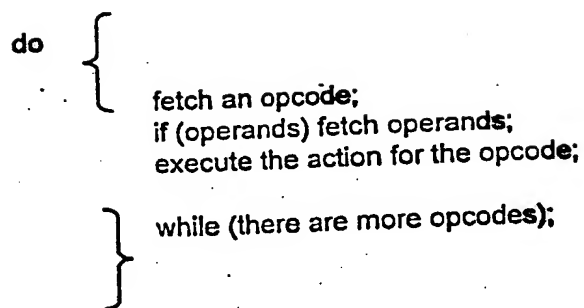 do {
fetch an opcode;
if (operands) fetch operands;
execute the action for the opcode;
} while (there are more opcodes);